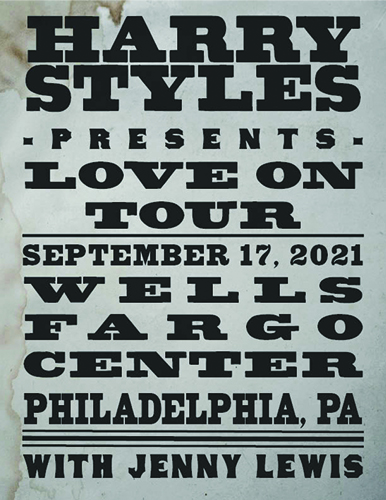 HARRY
STYLES
· PRESENTS ·
LOVE ON
TOUR
SEPTEMBER 17, 2021
WELLS
FARGO
CENTER
PHILADELPHIA, PA
WITH JENNY LEWIS